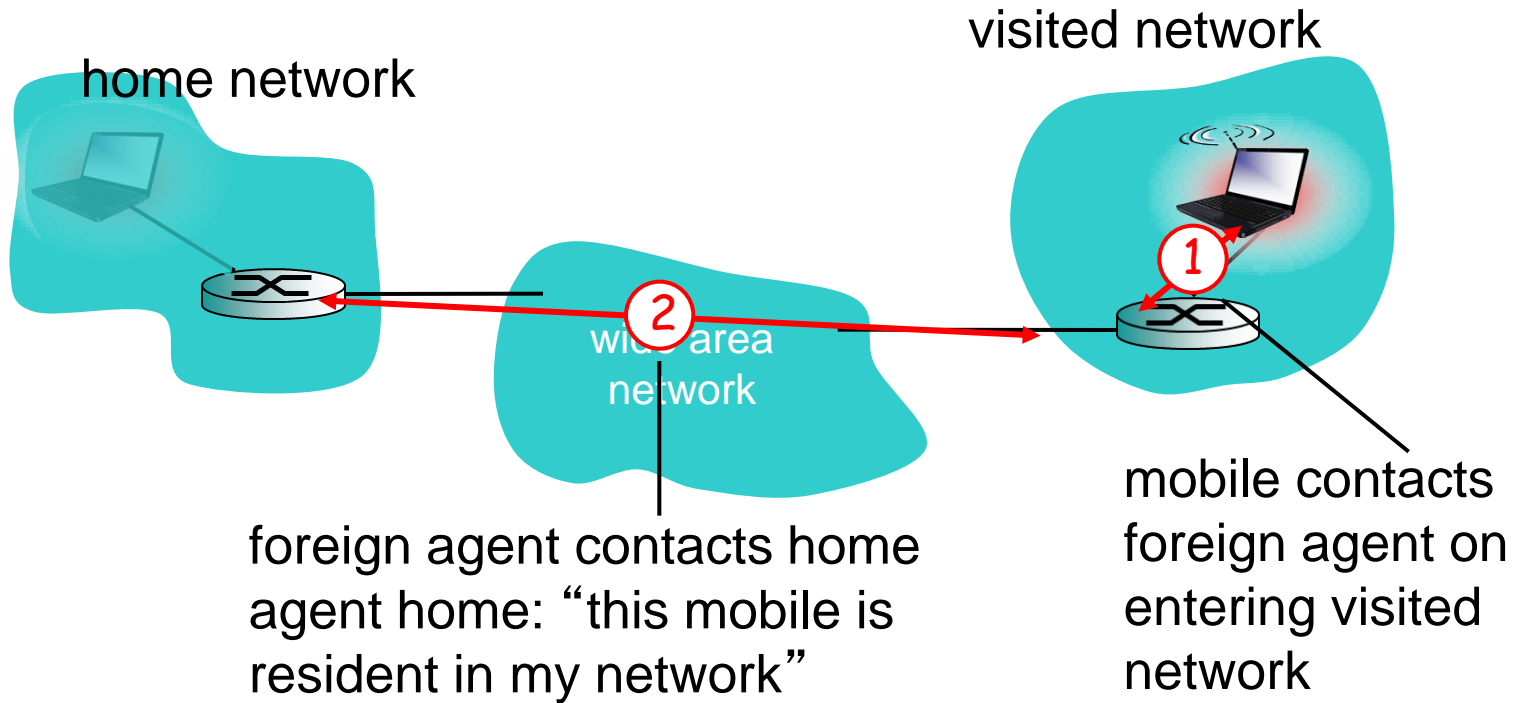 visited network
home network
1
2
wide area
network
foreign agent contacts home
agent home: “this mobile is
resident in my network”
mobile contacts
foreign agent on
entering visited
network